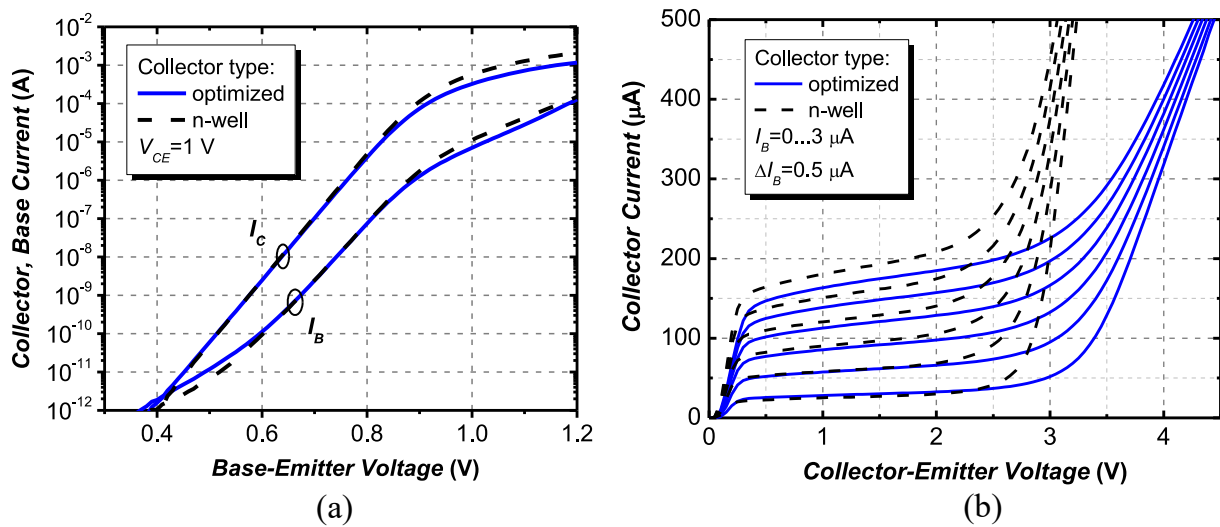 Collector, Base Current (A)
10⁻²
10⁻³
10⁻⁴
10⁻⁵
10⁻⁶
10⁻⁷
10⁻⁸
10⁻⁹
10⁻¹⁰
10⁻¹¹
10⁻¹²
Collector type:
optimized
n-well
V_CE=1 V
I_C
I_B
0.4 0.6 0.8 1.0 1.2
Base-Emitter Voltage (V)
(a)
Collector Current (μA)
500
400
300
200
100
0
Collector type:
optimized
n-well
I_B=0...3 μA
ΔI_B=0.5 μA
0 1 2 3 4
Collector-Emitter Voltage (V)
(b)